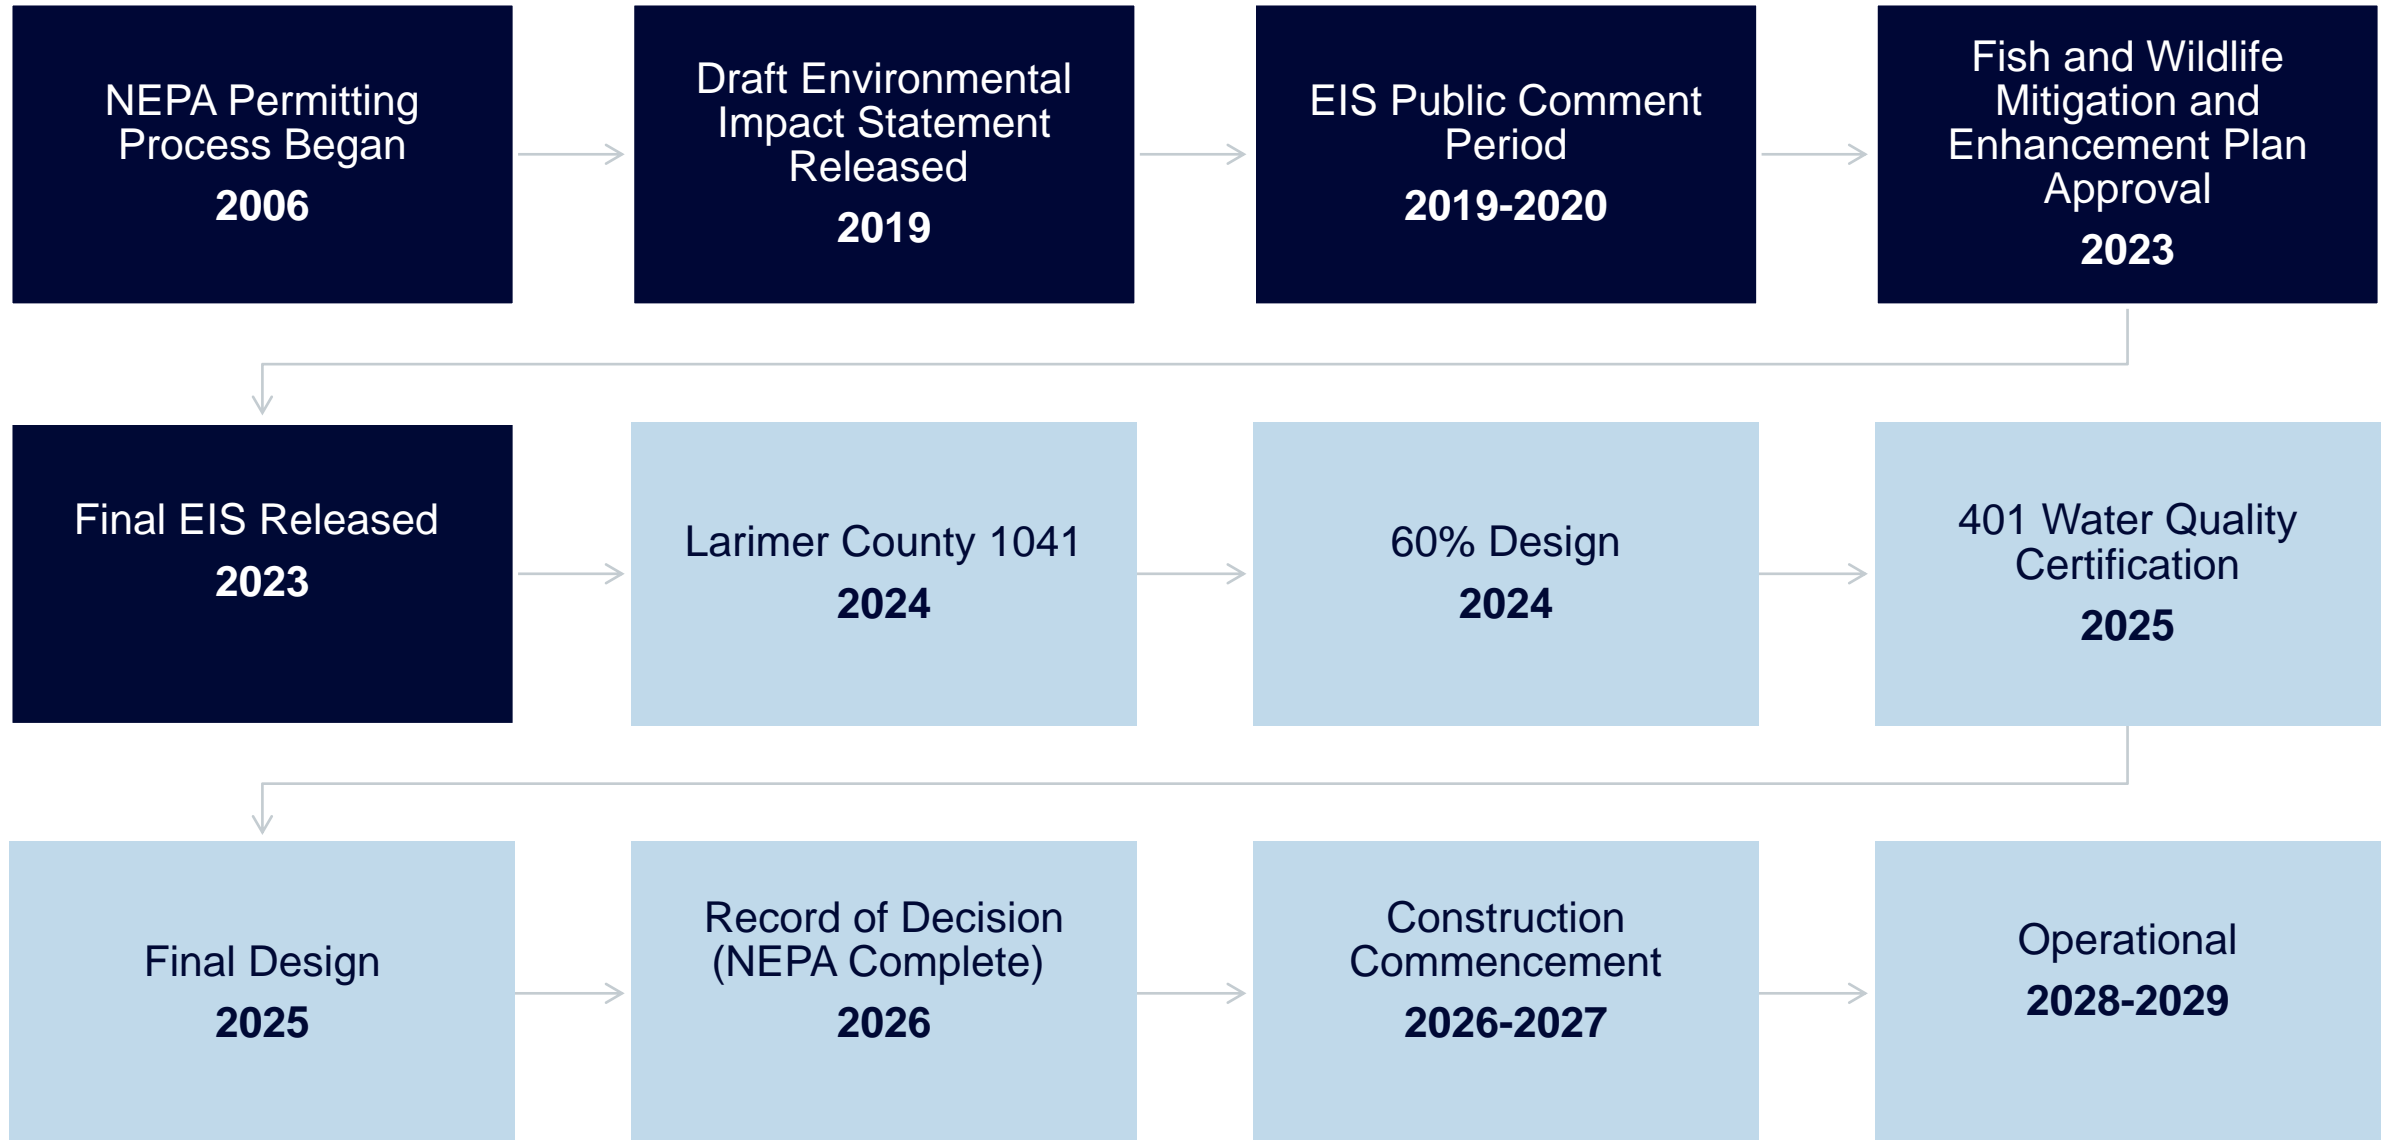 NEPA Permitting
Process Began
2006
Draft Environmental
Impact Statement
Released
2019
EIS Public Comment
Period
2019-2020
Fish and Wildlife
Mitigation and
Enhancement Plan
Approval
2023
Final EIS Released
2023
Larimer County 1041
2024
60% Design
2024
401 Water Quality
Certification
2025
Final Design
2025
Record of Decision
(NEPA Complete)
2026
Construction
Commencement
2026-2027
Operational
2028-2029